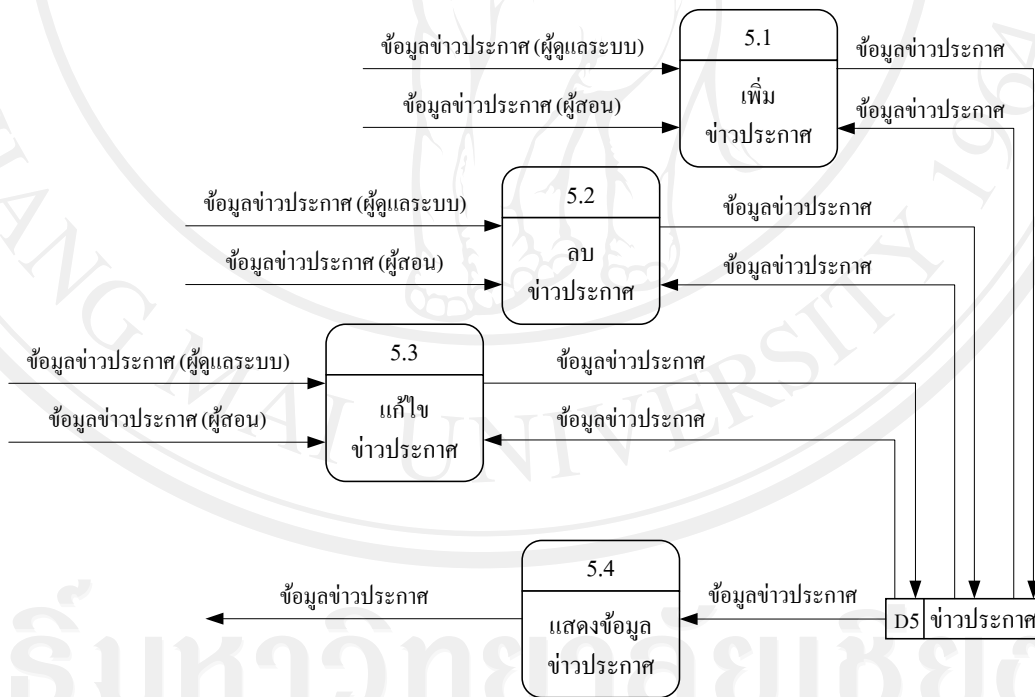 ข้อมูลข่าวประกาศ (ผู้ดูแลระบบ)
5.1
ข้อมูลข่าวประกาศ
ข้อมูลข่าวประกาศ (ผู้สอน)
เพิ่ม
ข่าวประกาศ
ข้อมูลข่าวประกาศ
ข้อมูลข่าวประกาศ (ผู้ดูแลระบบ)
5.2
ข้อมูลข่าวประกาศ
ข้อมูลข่าวประกาศ (ผู้สอน)
ลบ
ข่าวประกาศ
ข้อมูลข่าวประกาศ
ข้อมูลข่าวประกาศ (ผู้ดูแลระบบ)
5.3
ข้อมูลข่าวประกาศ
ข้อมูลข่าวประกาศ (ผู้สอน)
แก้ไข
ข่าวประกาศ
ข้อมูลข่าวประกาศ
ข้อมูลข่าวประกาศ
5.4
แสดงข้อมูล
ข่าวประกาศ
ข้อมูลข่าวประกาศ
D5 ข่าวประกาศ
MAI UNIVERSITY 1964